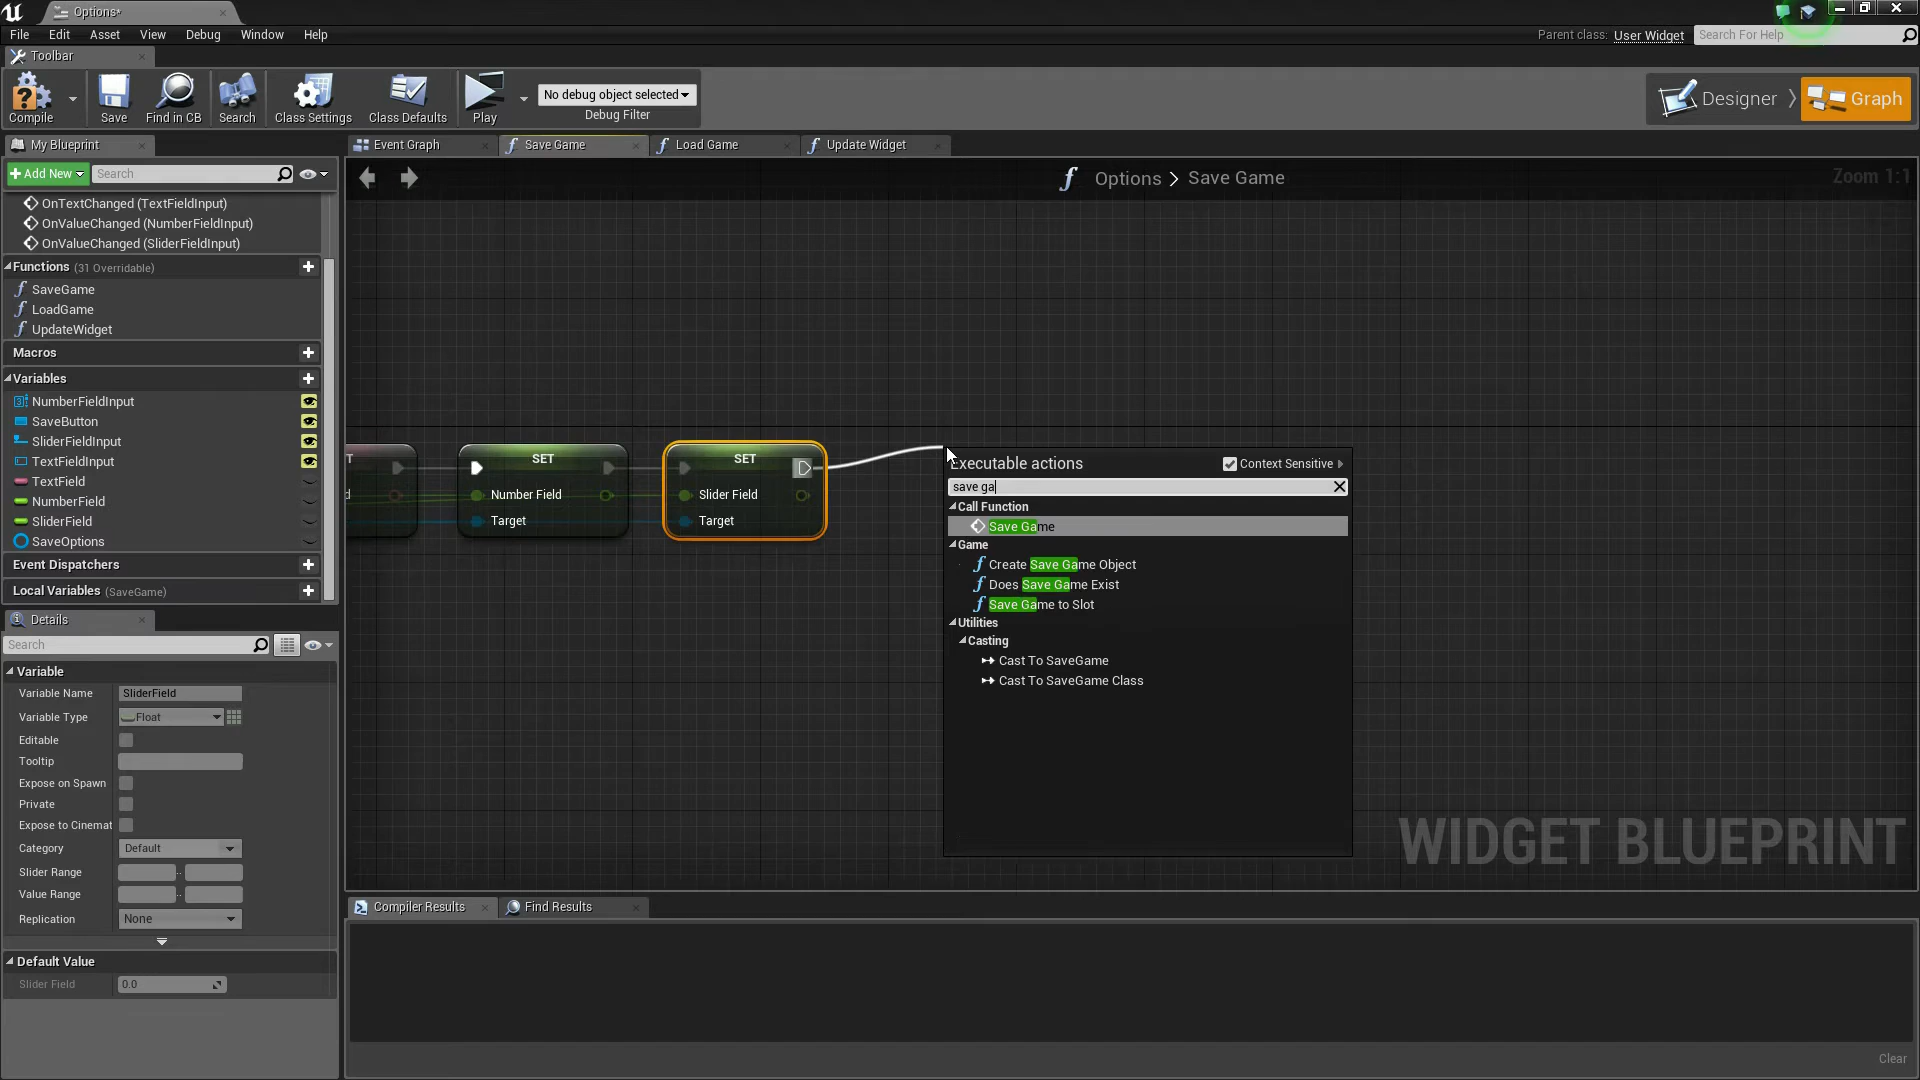 Options*
File Edit Asset View Debug Window Help
Parent class: User Widget Search For Help
Toolbar
Compile Save Find in CB Search Class Settings Class Defaults Play
No debug object selected
Debug Filter
Designer Graph
My Blueprint
Event Graph Save Game Load Game Update Widget
Add New Search
Options > Save Game
Zoom 1:1
OnTextChanged (TextFieldInput)
OnValueChanged (NumberFieldInput)
OnValueChanged (SliderFieldInput)
Functions (31 Overridable)
SaveGame
LoadGame
UpdateWidget
Macros
Variables
NumberFieldInput
SaveButton
SliderFieldInput
TextFieldInput
TextField
NumberField
SliderField
SaveOptions
Event Dispatchers
Local Variables (SaveGame)
T
d
SET
Number Field
Target
SET
Slider Field
Target
Executable actions
Context Sensitive
save ga
Call Function
Save Game
Game
Create Save Game Object
Does Save Game Exist
Save Game to Slot
Utilities
Casting
Cast To SaveGame
Cast To SaveGame Class
WIDGET BLUEPRINT
Details
Search
Variable
Variable Name SliderField
Variable Type Float
Editable
Tooltip
Expose on Spawn
Private
Expose to Cinemat
Category Default
Slider Range
Value Range
Replication None
Default Value
Slider Field 0.0
Compiler Results Find Results
Clear